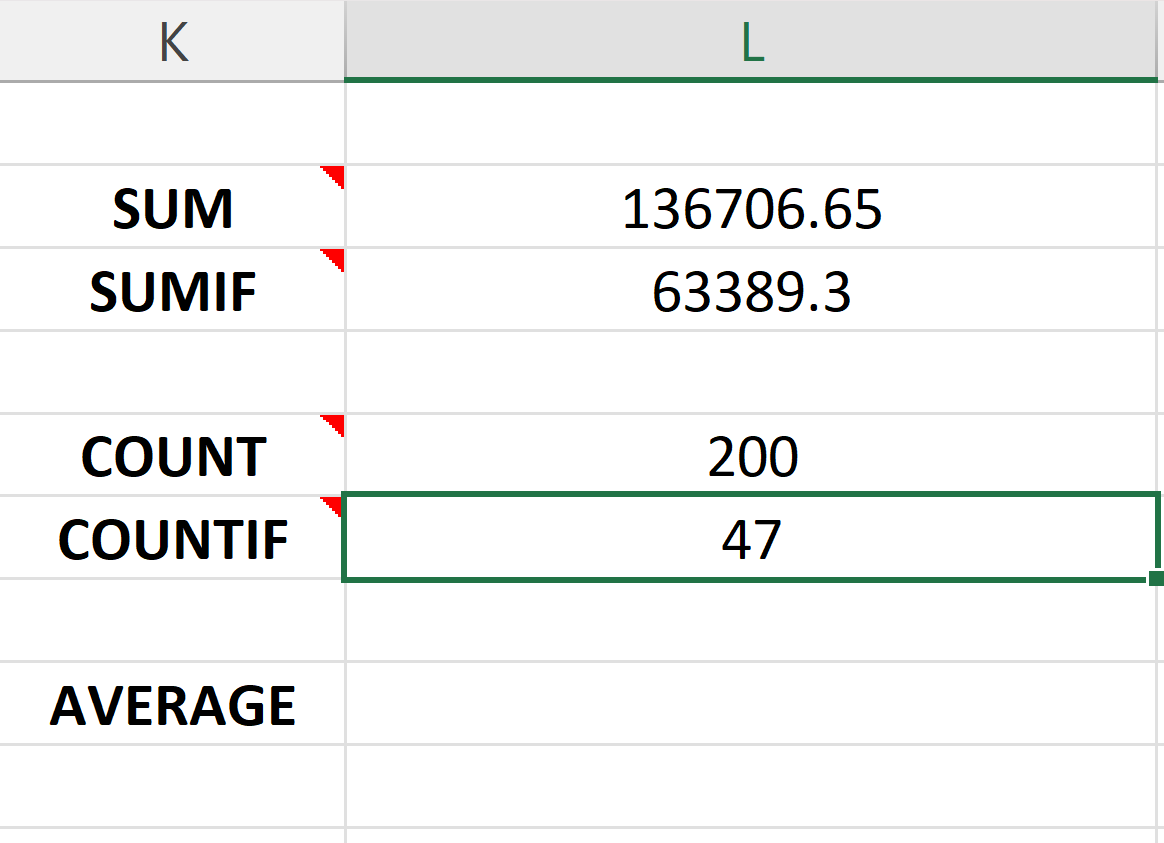 K L
SUM 136706.65
SUMIF 63389.3
COUNT 200
COUNTIF 47
AVERAGE